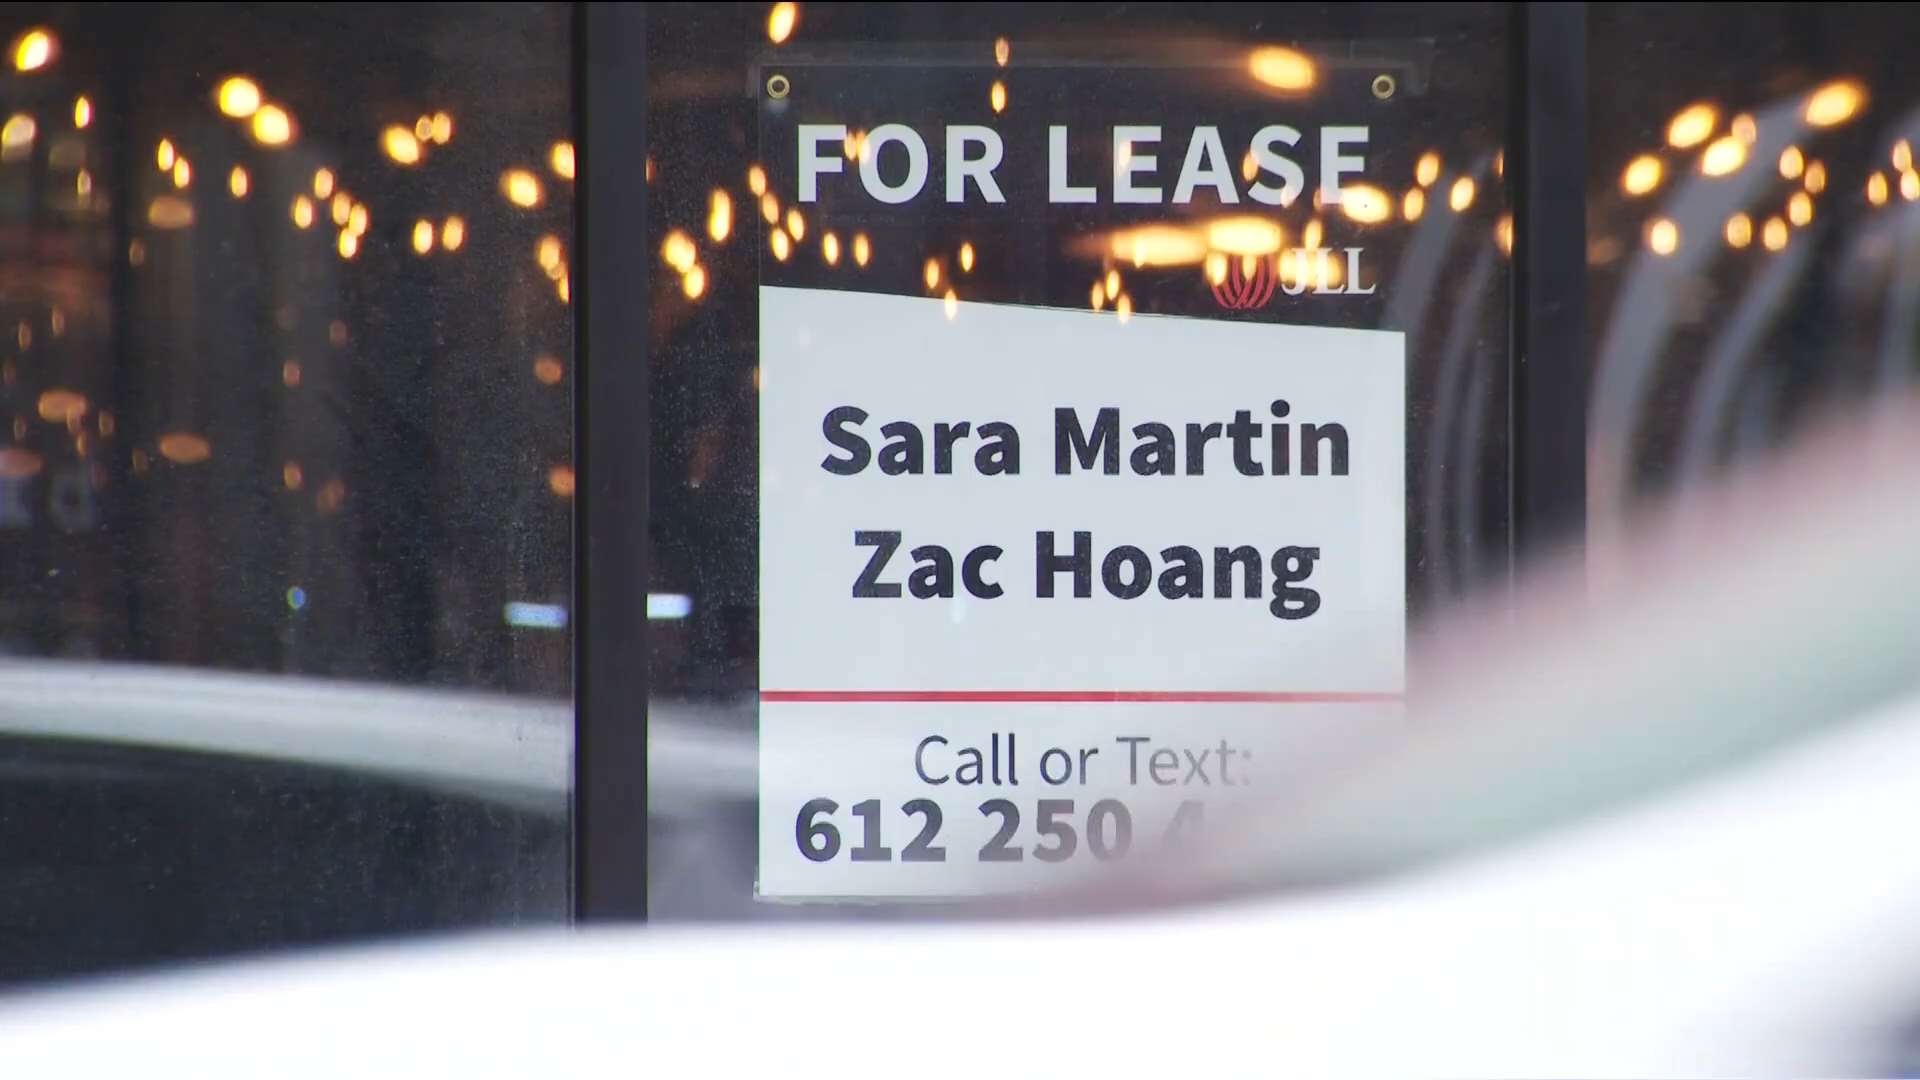 FOR LEASE
JLL
Sara Martin
Zac Hoang
Call or Text:
612 250